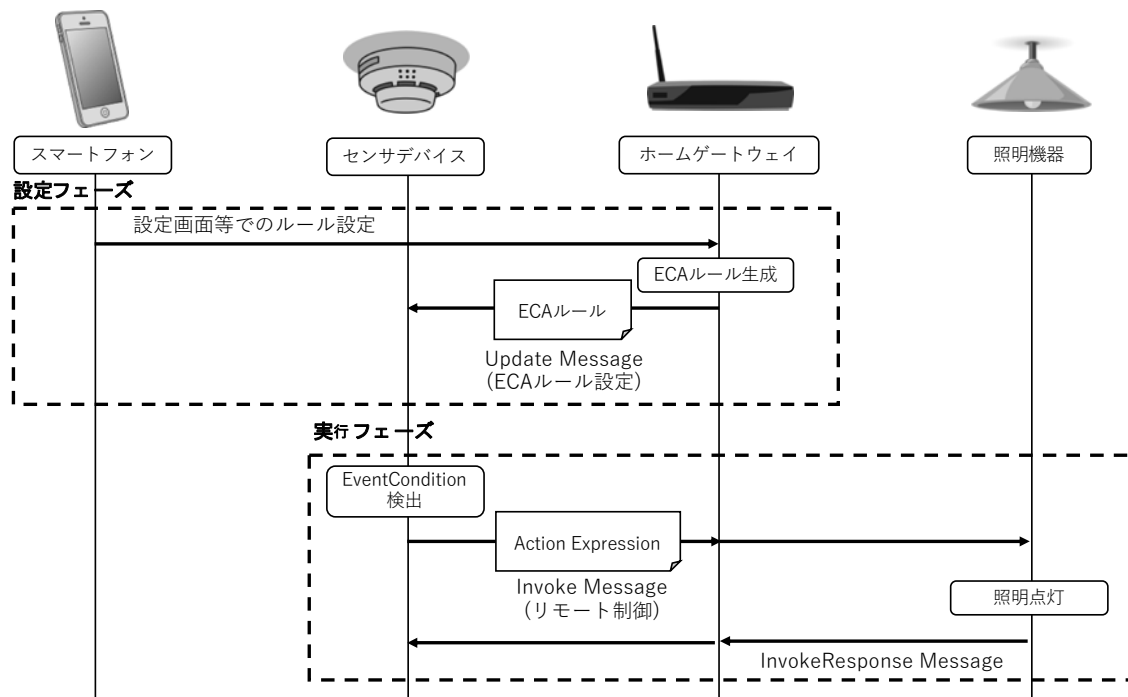 スマートフォン
センサデバイス
ホームゲートウェイ
照明機器
設定フェーズ
設定画面等でのルール設定
ECAルール生成
ECAルール
Update Message
(ECAルール設定)
実行フェーズ
EventCondition
検出
Action Expression
Invoke Message
(リモート制御)
照明点灯
InvokeResponse Message